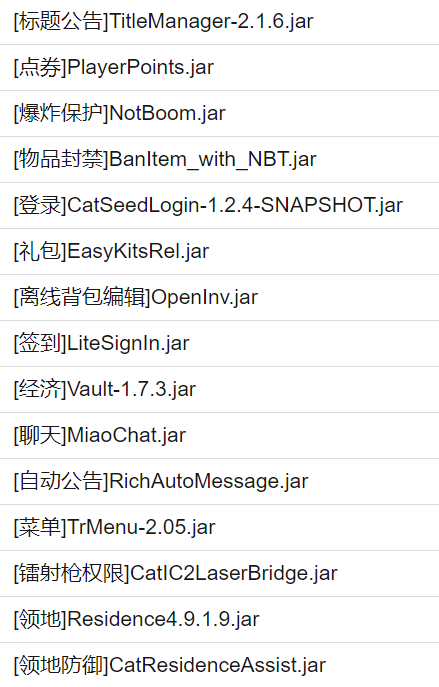 [标题公告]TitleManager-2.1.6.jar
[点券]PlayerPoints.jar
[爆炸保护]NotBoom.jar
[物品封禁]BanItem_with_NBT.jar
[登录]CatSeedLogin-1.2.4-SNAPSHOT.jar
[礼包]EasyKitsRel.jar
[离线背包编辑]OpenInv.jar
[签到]LiteSignIn.jar
[经济]Vault-1.7.3.jar
[聊天]MiaoChat.jar
[自动公告]RichAutoMessage.jar
[菜单]TrMenu-2.05.jar
[镭射枪权限]CatIC2LaserBridge.jar
[领地]Residence4.9.1.9.jar
[领地防御]CatResidenceAssist.jar